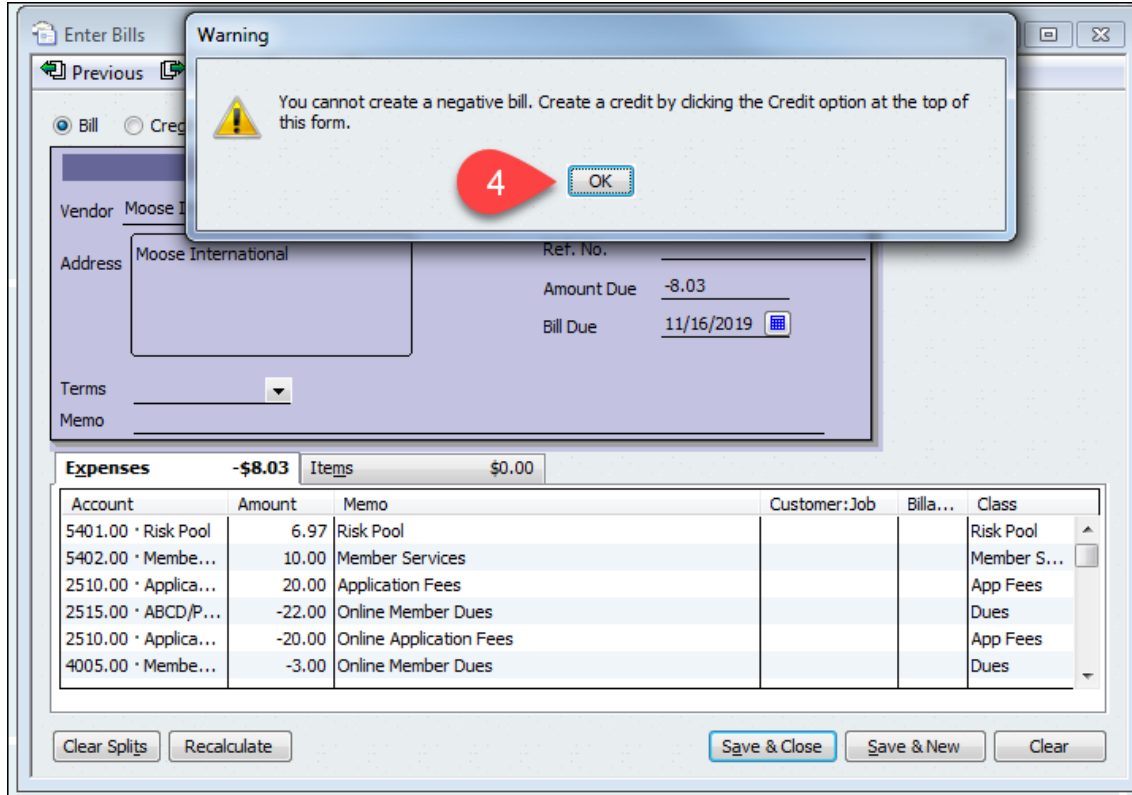 Enter Bills
Warning
Previous
You cannot create a negative bill. Create a credit by clicking the Credit option at the top of
this form.
Bill
4
OK
Vendor Moose
Address Moose International
Ref. No.
Amount Due -8.03
Bill Due 11/16/2019
Terms
Memo
Expenses -$8.03 Items $0.00
Account Amount Memo Customer:Job Billa... Class
5401.00 · Risk Pool 6.97 Risk Pool Risk Pool
5402.00 · Membe... 10.00 Member Services Member S...
2510.00 · Applica... 20.00 Application Fees App Fees
2515.00 · ABCD/P... -22.00 Online Member Dues Dues
2510.00 · Applica... -20.00 Online Application Fees App Fees
4005.00 · Membe... -3.00 Online Member Dues Dues
Clear Splits Recalculate Save & Close Save & New Clear